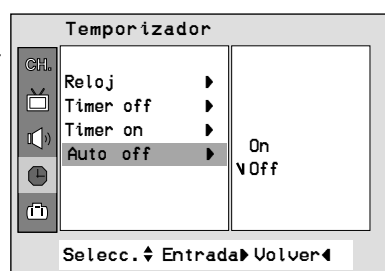 Temporizador
CH.
Reloj
Timer off
Timer on
Auto off
On
Off
Selecc. Entrada Volver